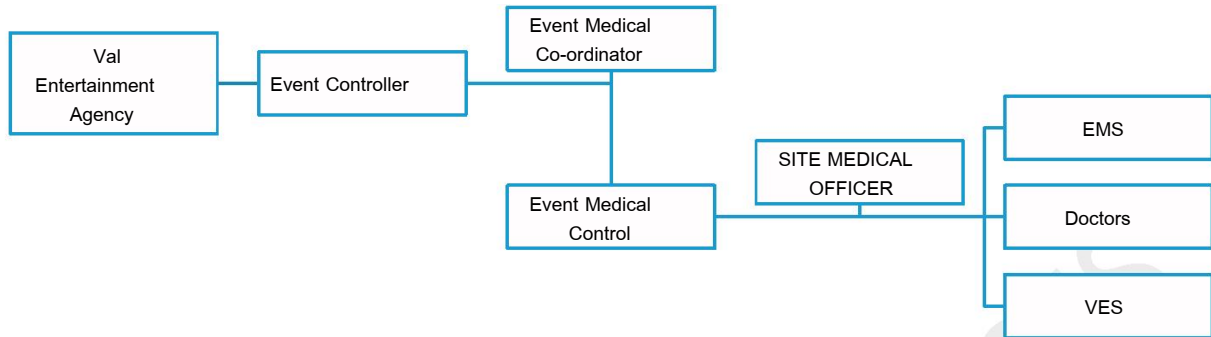 Val
Entertainment
Agency
Event Controller
Event Medical
Co-ordinator
Event Medical
Control
SITE MEDICAL
OFFICER
EMS
Doctors
VES